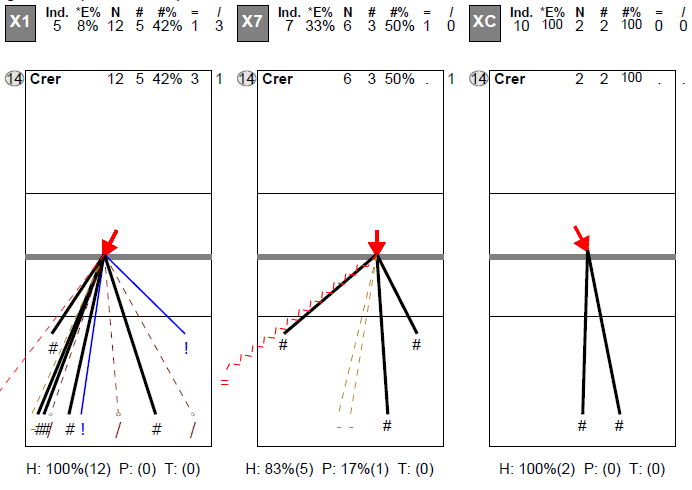 X1 Ind. *E% N # #% = /
5 8% 12 5 42% 1 3
X7 Ind. *E% N # #% = /
7 33% 6 3 50% 1 0
XC Ind. *E% N # #% = /
10 100 2 2 100 0 0
14 Crer 12 5 42% 3 1
14 Crer 6 3 50% . 1
14 Crer 2 2 100 . .
# !
# #
=
# ! / # /
- - #
# #
H: 100%(12) P: (0) T: (0)
H: 83%(5) P: 17%(1) T: (0)
H: 100%(2) P: (0) T: (0)